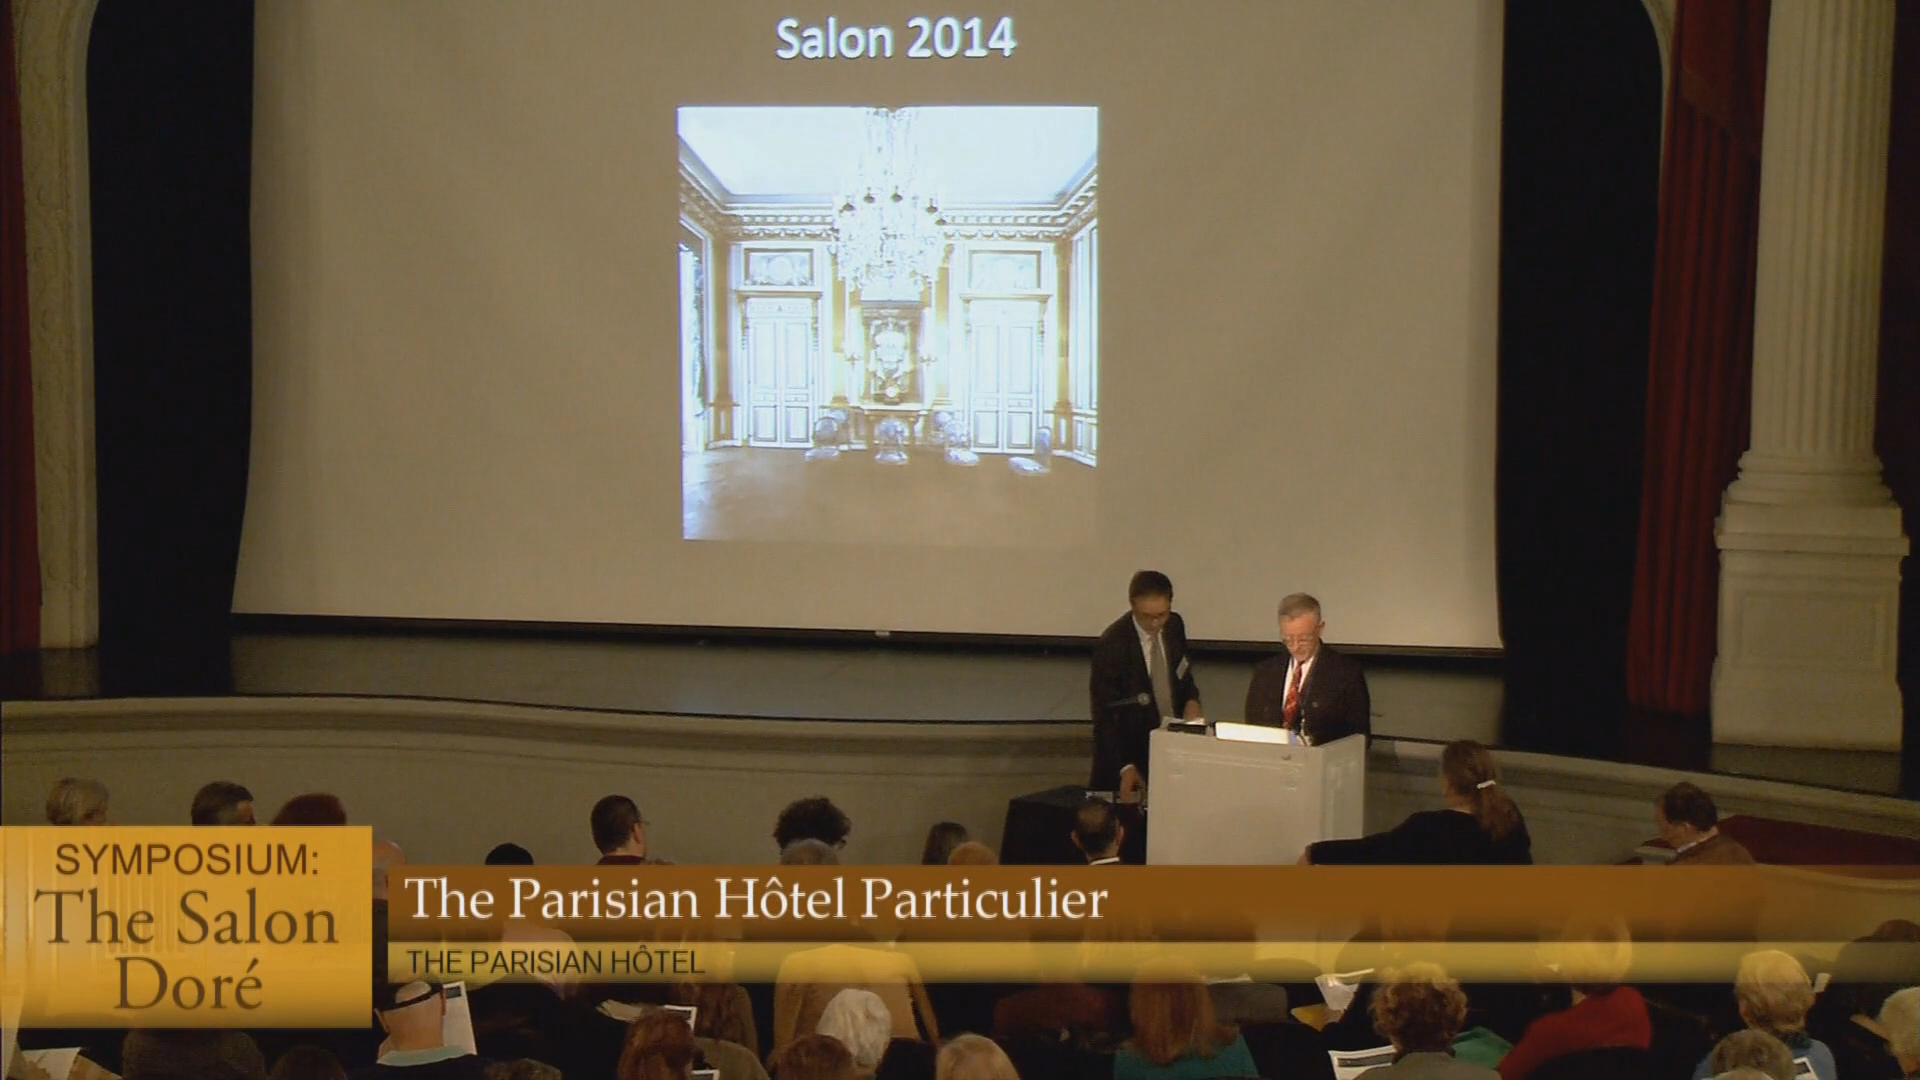 Salon 2014
SYMPOSIUM:
The Salon
Doré
The Parisian Hôtel Particulier
THE PARISIAN HÔTEL